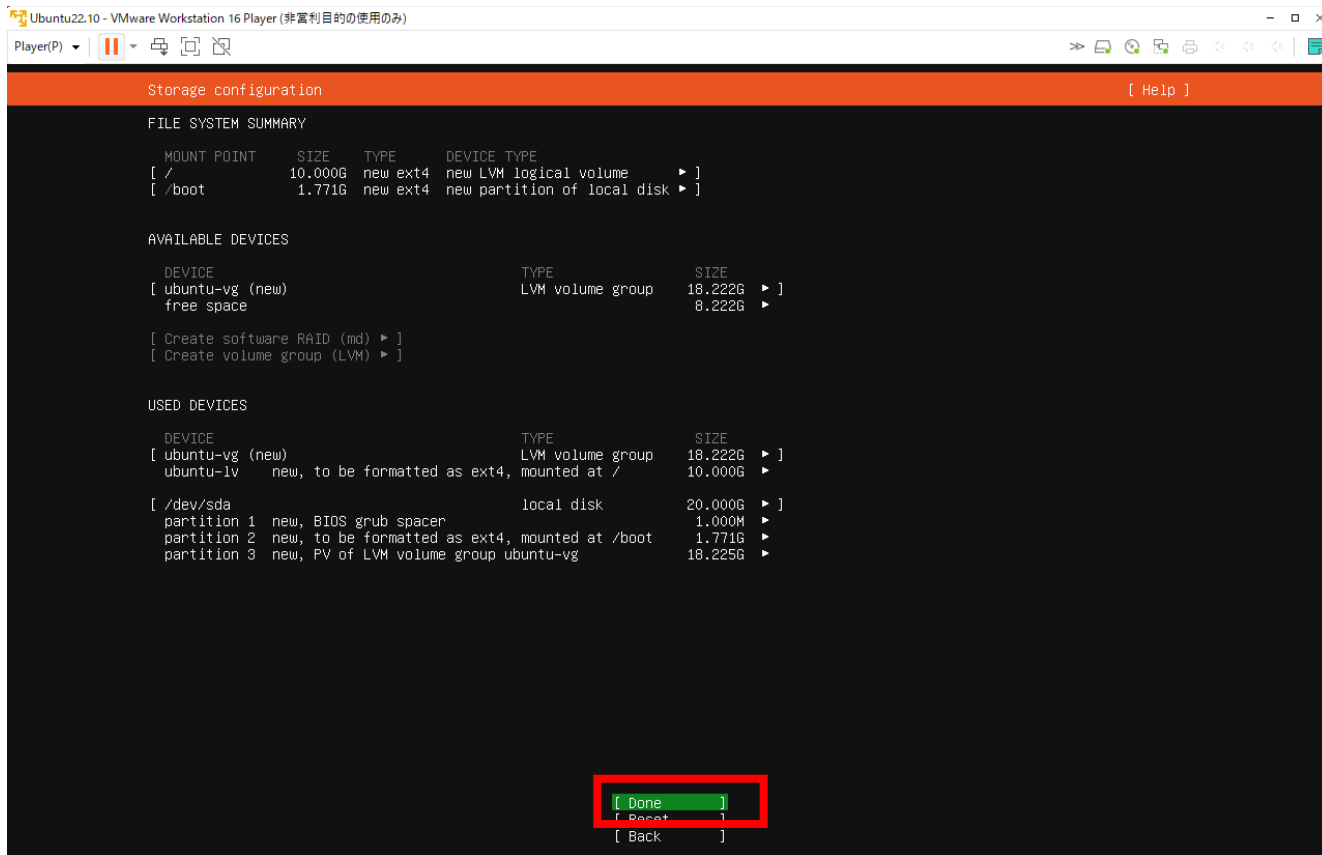 Ubuntu22.10 - VMware Workstation 16 Player (非営利目的の使用のみ)
Player(P)
Storage configuration [ Help ]
FILE SYSTEM SUMMARY
MOUNT POINT SIZE TYPE DEVICE TYPE
[ / 10.000G new ext4 new LVM logical volume ▸ ]
[ /boot 1.771G new ext4 new partition of local disk ▸ ]
AVAILABLE DEVICES
DEVICE TYPE SIZE
[ ubuntu-vg (new) LVM volume group 18.222G ▸ ]
free space 8.222G ▸
[ Create software RAID (md) ▸ ]
[ Create volume group (LVM) ▸ ]
USED DEVICES
DEVICE TYPE SIZE
[ ubuntu-vg (new) LVM volume group 18.222G ▸ ]
ubuntu-lv new, to be formatted as ext4, mounted at / 10.000G ▸
[ /dev/sda local disk 20.000G ▸ ]
partition 1 new, BIOS grub spacer 1.000M ▸
partition 2 new, to be formatted as ext4, mounted at /boot 1.771G ▸
partition 3 new, PV of LVM volume group ubuntu-vg 18.225G ▸
[ Done ]
[ Reset ]
[ Back ]